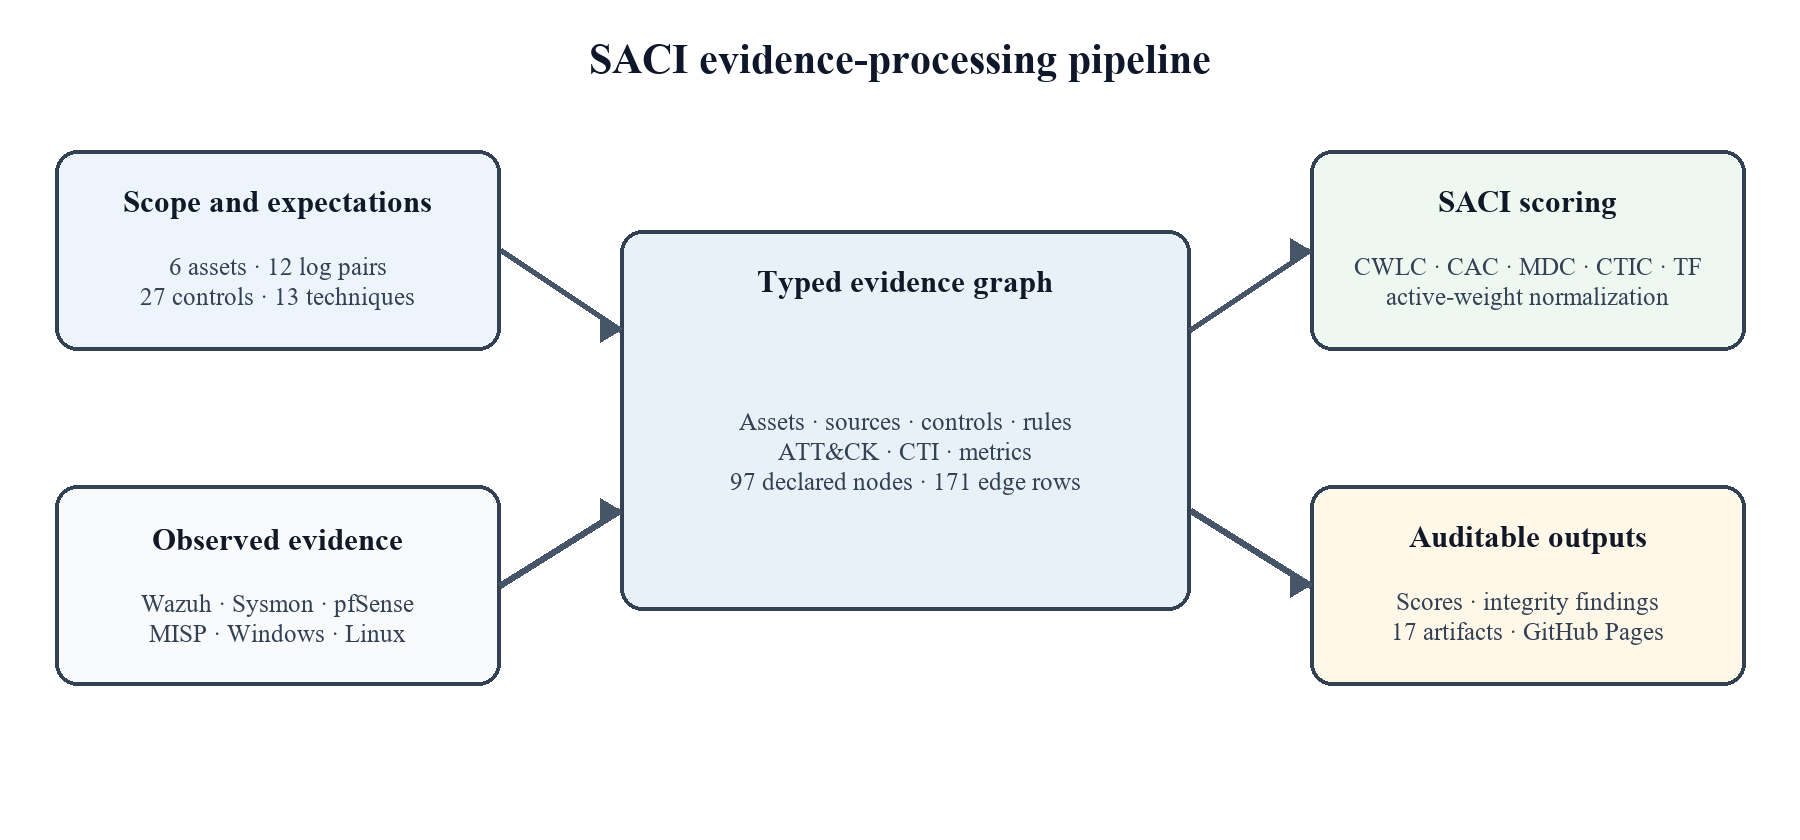 SACI evidence-processing pipeline
Scope and expectations
6 assets · 12 log pairs
27 controls · 13 techniques
Observed evidence
Wazuh · Sysmon · pfSense
MISP · Windows · Linux
Typed evidence graph
Assets · sources · controls · rules
ATT&CK · CTI · metrics
97 declared nodes · 171 edge rows
SACI scoring
CWLC · CAC · MDC · CTIC · TF
active-weight normalization
Auditable outputs
Scores · integrity findings
17 artifacts · GitHub Pages